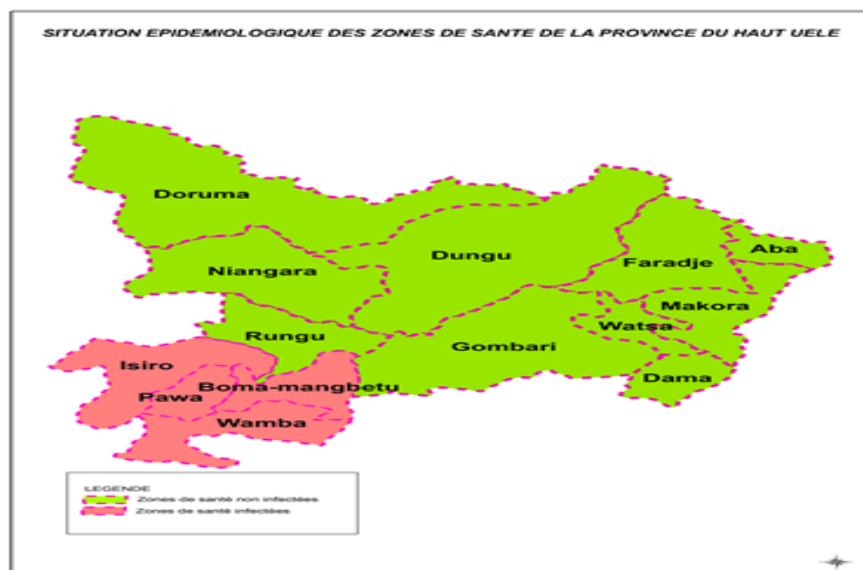 SITUATION EPIDEMIOLOGIQUE DES ZONES DE SANTE DE LA PROVINCE DU HAUT UELE
Doruma
Aba
Dungu
Faradje
Niangara
Makora
Watsa
Rungu
Gombari
Isiro
Dama
Boma-mangbetu
Pawa
Wamba
LEGENDE
Zones de santé non infectées
Zones de santé infectées